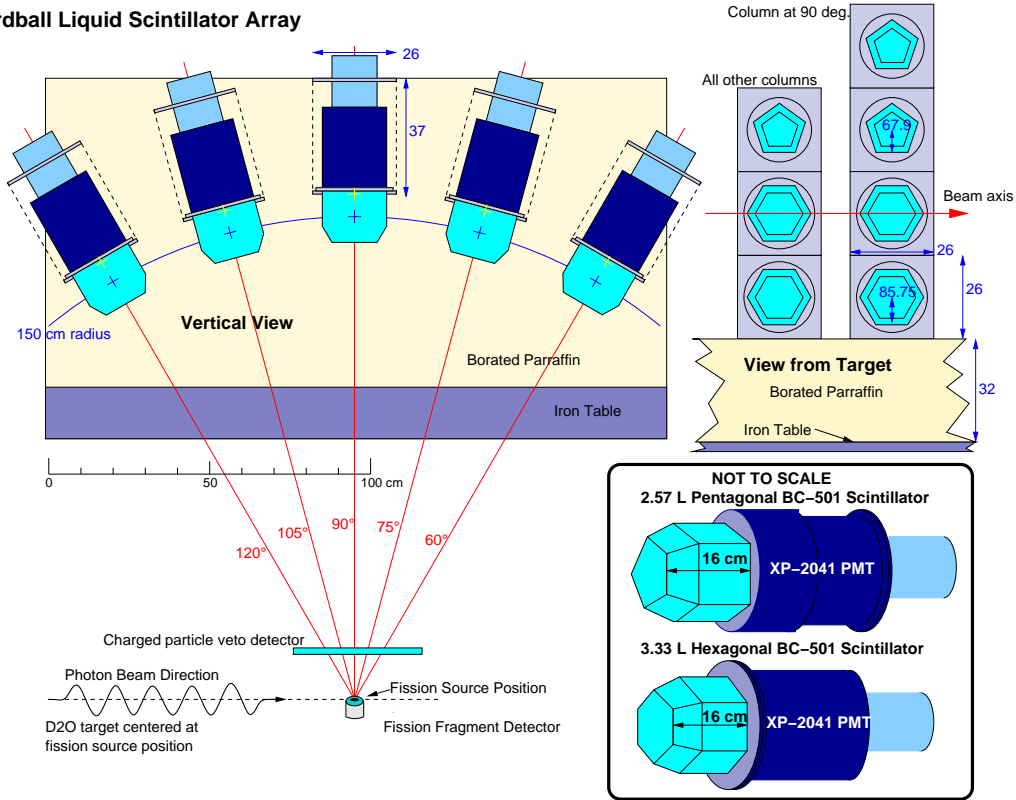 rdball Liquid Scintillator Array
26
37
150 cm radius
Vertical View
Borated Parraffin
Iron Table
0
50
100 cm
120°
105°
90°
75°
60°
Charged particle veto detector
Photon Beam Direction
D2O target centered at
fission source position
Fission Source Position
Fission Fragment Detector
Column at 90 deg.
All other columns
67.9
Beam axis
26
85.75
26
View from Target
Borated Parraffin
32
Iron Table
NOT TO SCALE
2.57 L Pentagonal BC−501 Scintillator
16 cm
XP−2041 PMT
3.33 L Hexagonal BC−501 Scintillator
16 cm
XP−2041 PMT